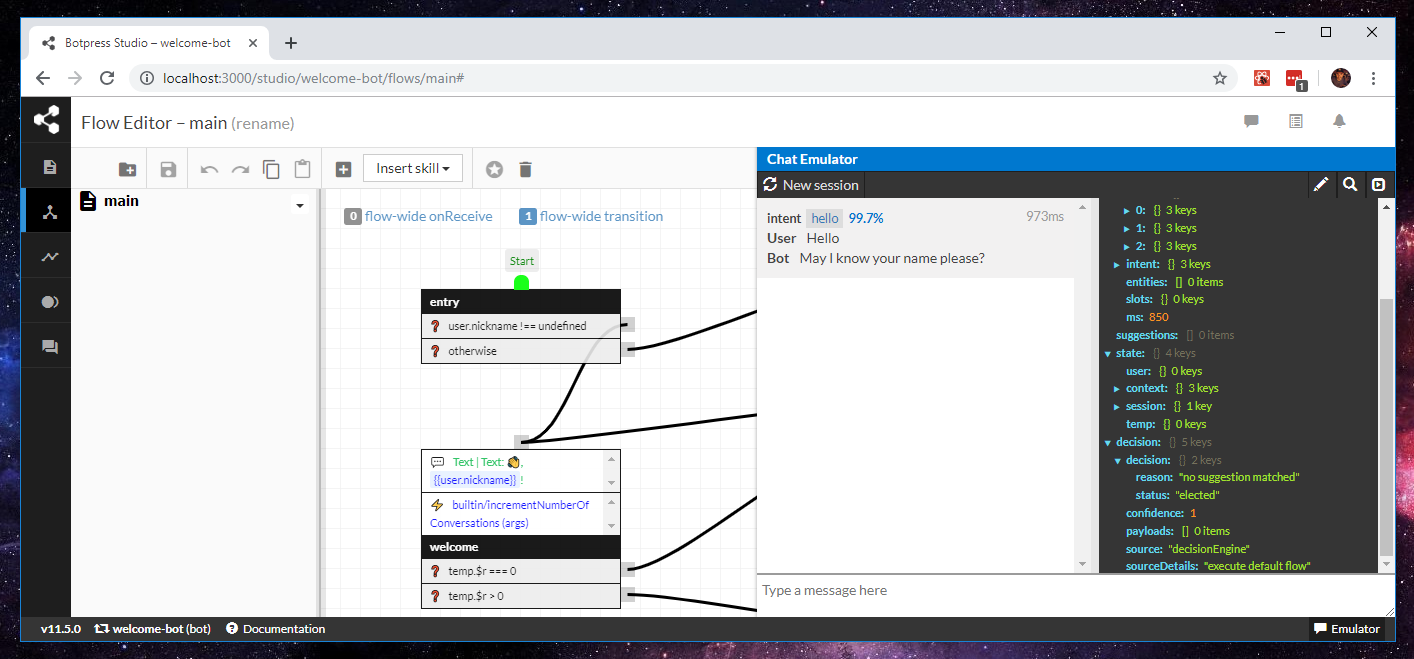 Botpress Studio – welcome-bot
localhost:3000/studio/welcome-bot/flows/main#
1
Flow Editor – main (rename)
Insert skill
main
0 flow-wide onReceive
1 flow-wide transition
Start
entry
user.nickname !== undefined
otherwise
Text | Text: 👏,
{{user.nickname}} !
builtin/incrementNumberOf
Conversations (args)
welcome
temp.$r === 0
temp.$r > 0
Chat Emulator
New session
intent hello 99.7% 973ms
User Hello
Bot May I know your name please?
0: {} 3 keys
1: {} 3 keys
2: {} 3 keys
intent: {} 3 keys
entities: [] 0 items
slots: {} 0 keys
ms: 850
suggestions: [] 0 items
state: {} 4 keys
user: {} 0 keys
context: {} 3 keys
session: {} 1 key
temp: {} 0 keys
decision: {} 5 keys
decision: {} 2 keys
reason: "no suggestion matched"
status: "elected"
confidence: 1
payloads: [] 0 items
source: "decisionEngine"
sourceDetails: "execute default flow"
Type a message here
v11.5.0 welcome-bot (bot) Documentation
Emulator